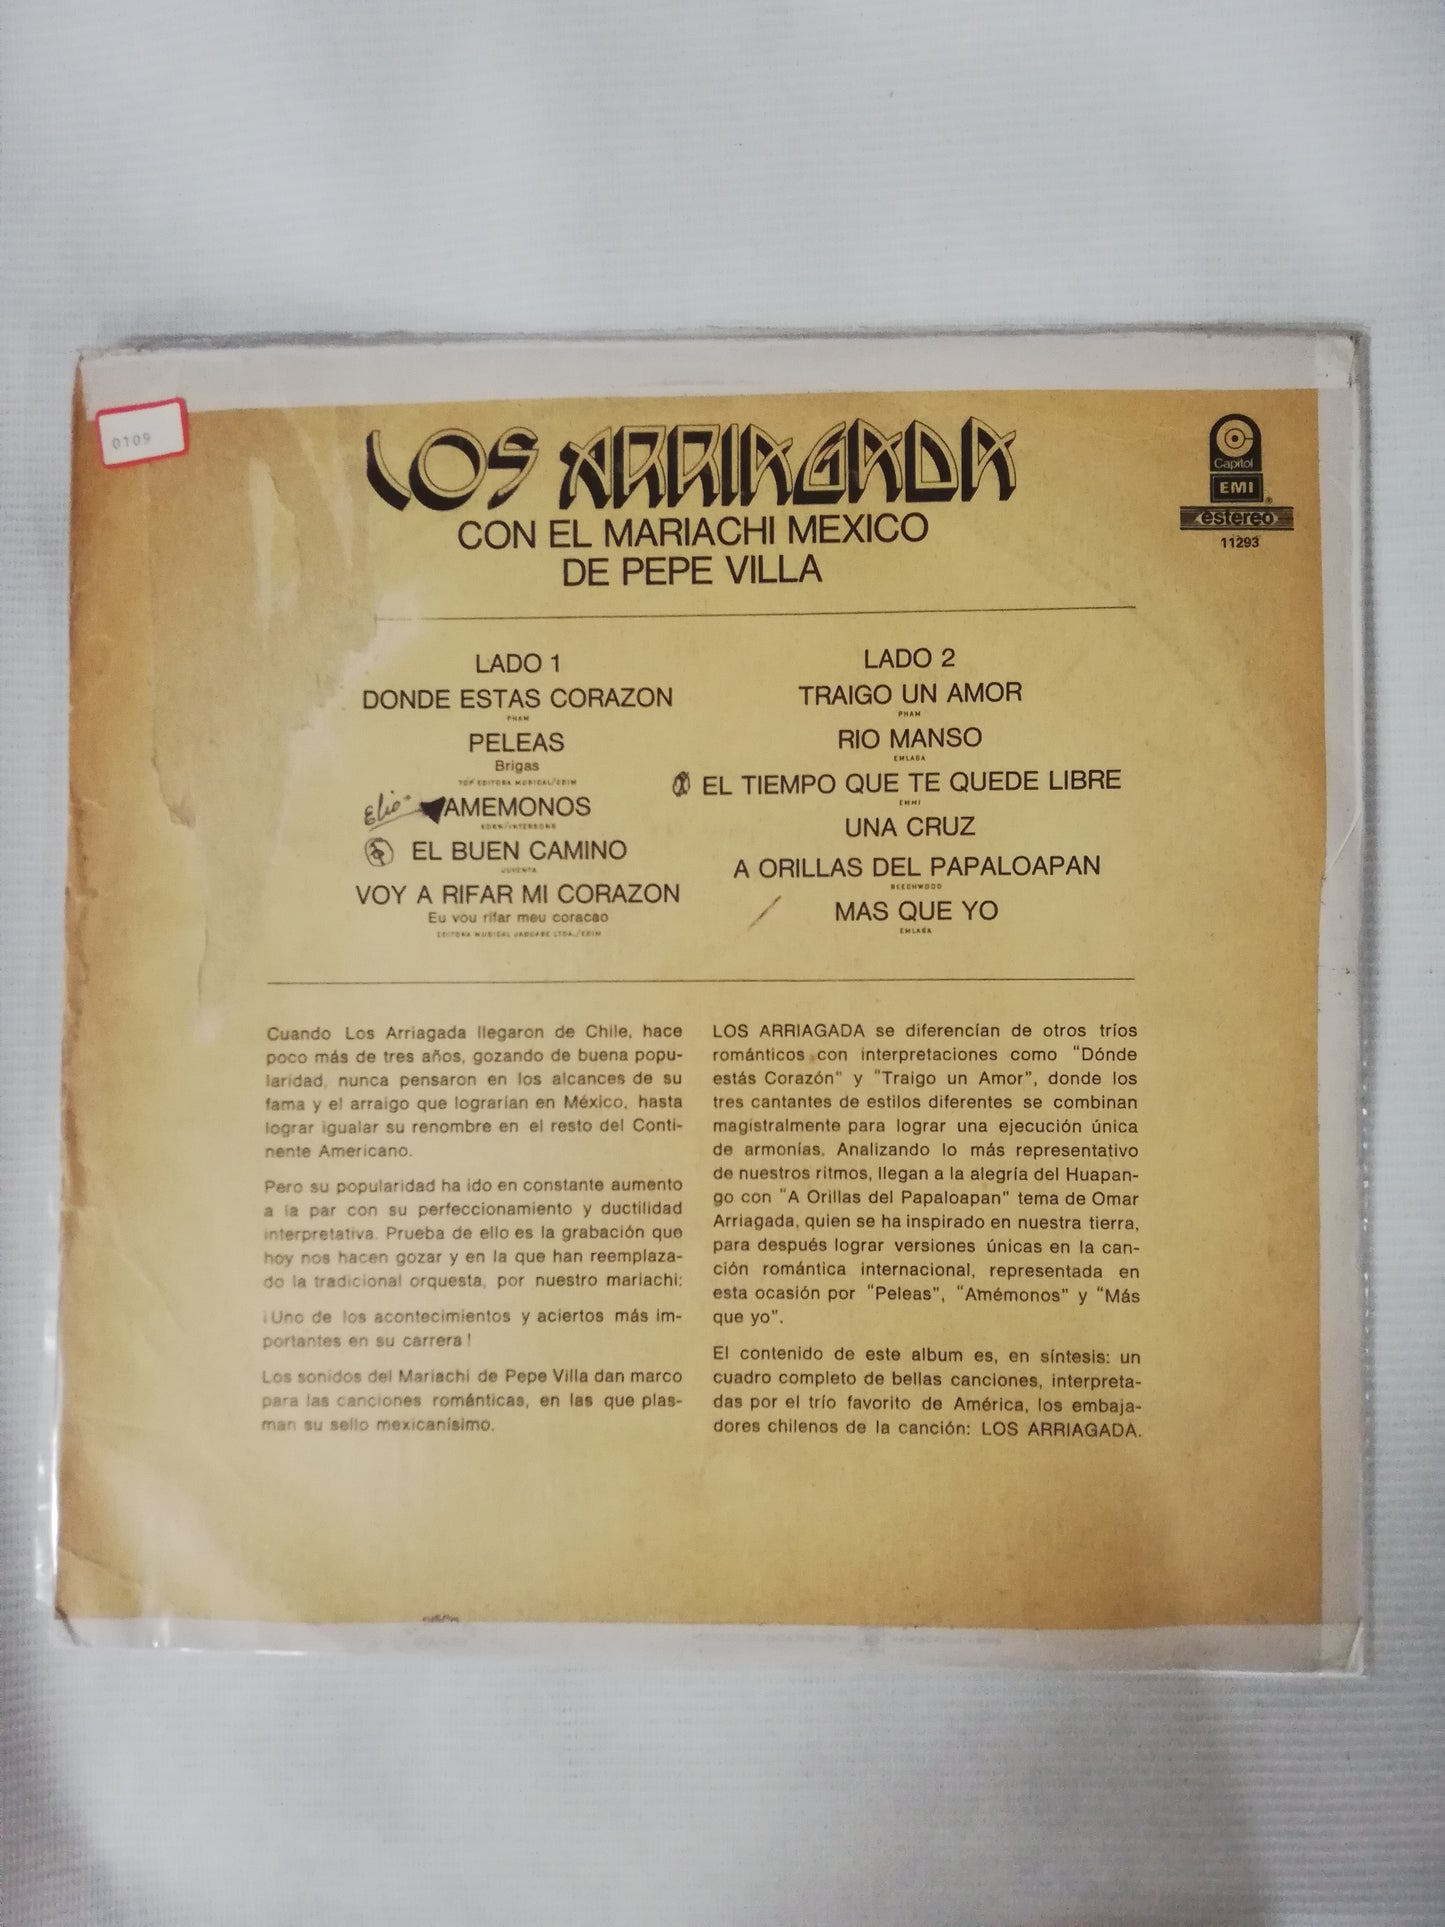 0109
LOS ARRIAGADA
CON EL MARIACHI MEXICO
DE PEPE VILLA
Capitol
EMI
estereo
11293
LADO 1
DONDE ESTAS CORAZON
PHAM
PELEAS
Brigas
TOP EDITORA MUSICAL/EDIM
Elio AMEMONOS
EDEN/INTERSONG
EL BUEN CAMINO
JUVENTA
VOY A RIFAR MI CORAZON
Eu vou rifar meu coracao
EDITORA MUSICAL JAGUARE LTDA./EDIM
LADO 2
TRAIGO UN AMOR
PHAM
RIO MANSO
EMLASA
EL TIEMPO QUE TE QUEDE LIBRE
EMMI
UNA CRUZ
A ORILLAS DEL PAPALOAPAN
BEECHWOOD
MAS QUE YO
EMLASA
Cuando Los Arriagada llegaron de Chile, hace
poco más de tres años, gozando de buena popu-
laridad, nunca pensaron en los alcances de su
fama y el arraigo que lograrían en México, hasta
lograr igualar su renombre en el resto del Conti-
nente Americano.
Pero su popularidad ha ido en constante aumento
a la par con su perfeccionamiento y ductilidad
interpretativa. Prueba de ello es la grabación que
hoy nos hacen gozar y en la que han reemplaza-
do la tradicional orquesta, por nuestro mariachi:
¡Uno de los acontecimientos y aciertos más im-
portantes en su carrera!
Los sonidos del Mariachi de Pepe Villa dan marco
para las canciones románticas, en las que plas-
man su sello mexicanísimo.
LOS ARRIAGADA se diferencían de otros tríos
románticos con interpretaciones como "Dónde
estás Corazón" y "Traigo un Amor", donde los
tres cantantes de estilos diferentes se combinan
magistralmente para lograr una ejecución única
de armonías. Analizando lo más representativo
de nuestros ritmos, llegan a la alegría del Huapan-
go con "A Orillas del Papaloapan" tema de Omar
Arriagada, quien se ha inspirado en nuestra tierra,
para después lograr versiones únicas en la can-
ción romántica internacional, representada en
esta ocasión por "Peleas", "Amémonos" y "Más
que yo".
El contenido de este album es, en síntesis: un
cuadro completo de bellas canciones, interpreta-
das por el trío favorito de América, los embaja-
dores chilenos de la canción: LOS ARRIAGADA.